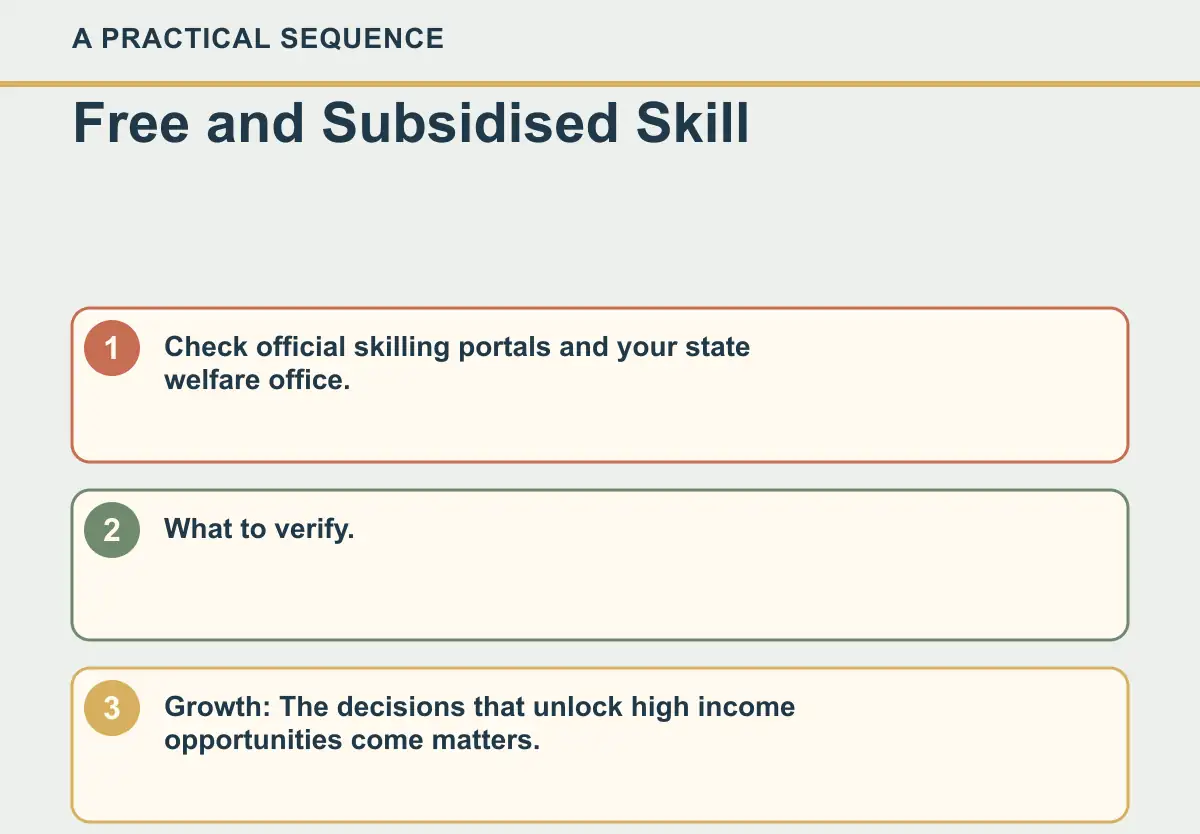 A PRACTICAL SEQUENCE
Free and Subsidised Skill
1
Check official skilling portals and your state
welfare office.
2
What to verify.
3
Growth: The decisions that unlock high income
opportunities come matters.